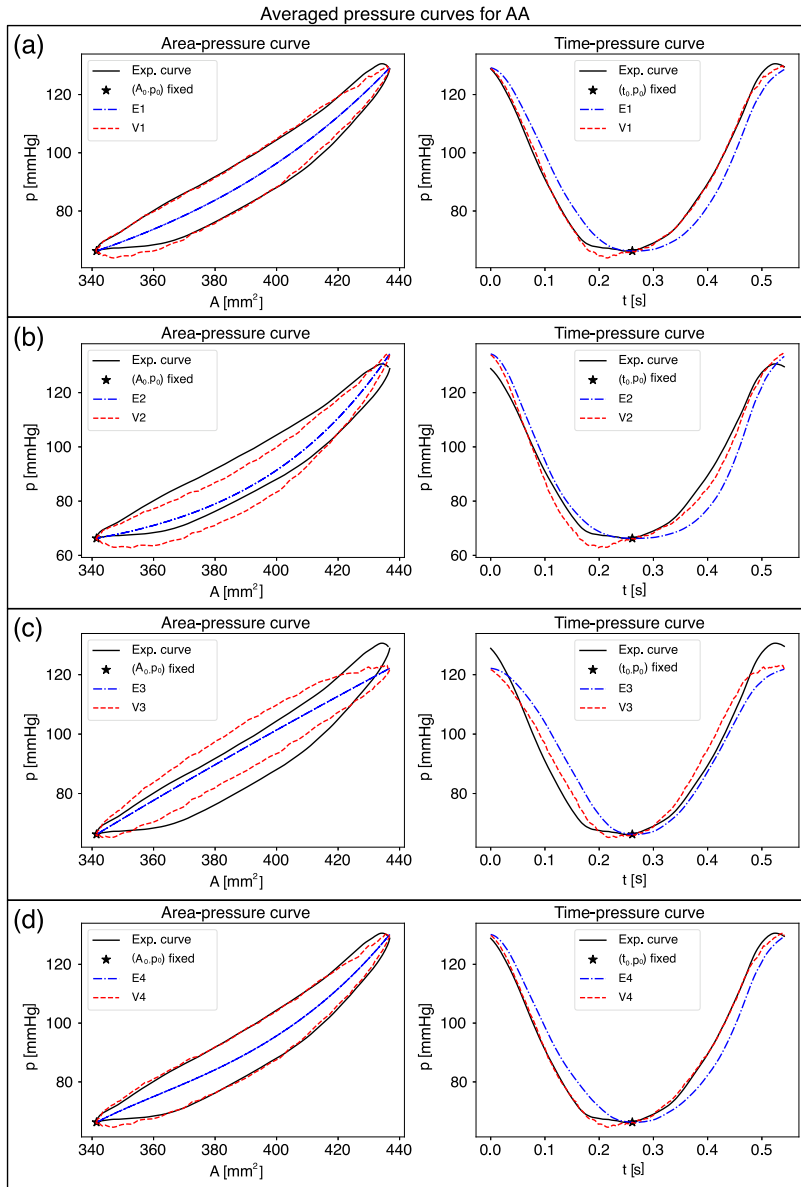 Averaged pressure curves for AA
(a)
Area-pressure curve
p [mmHg]
120
100
80
Exp. curve
(A₀,p₀) fixed
E1
V1
340 360 380 400 420 440
A [mm²]
Time-pressure curve
p [mmHg]
120
100
80
Exp. curve
(t₀,p₀) fixed
E1
V1
0.0 0.1 0.2 0.3 0.4 0.5
t [s]
(b)
Area-pressure curve
p [mmHg]
120
100
80
60
Exp. curve
(A₀,p₀) fixed
E2
V2
340 360 380 400 420 440
A [mm²]
Time-pressure curve
p [mmHg]
120
100
80
60
Exp. curve
(t₀,p₀) fixed
E2
V2
0.0 0.1 0.2 0.3 0.4 0.5
t [s]
(c)
Area-pressure curve
p [mmHg]
120
100
80
Exp. curve
(A₀,p₀) fixed
E3
V3
340 360 380 400 420 440
A [mm²]
Time-pressure curve
p [mmHg]
120
100
80
Exp. curve
(t₀,p₀) fixed
E3
V3
0.0 0.1 0.2 0.3 0.4 0.5
t [s]
(d)
Area-pressure curve
p [mmHg]
120
100
80
Exp. curve
(A₀,p₀) fixed
E4
V4
340 360 380 400 420 440
A [mm²]
Time-pressure curve
p [mmHg]
120
100
80
Exp. curve
(t₀,p₀) fixed
E4
V4
0.0 0.1 0.2 0.3 0.4 0.5
t [s]